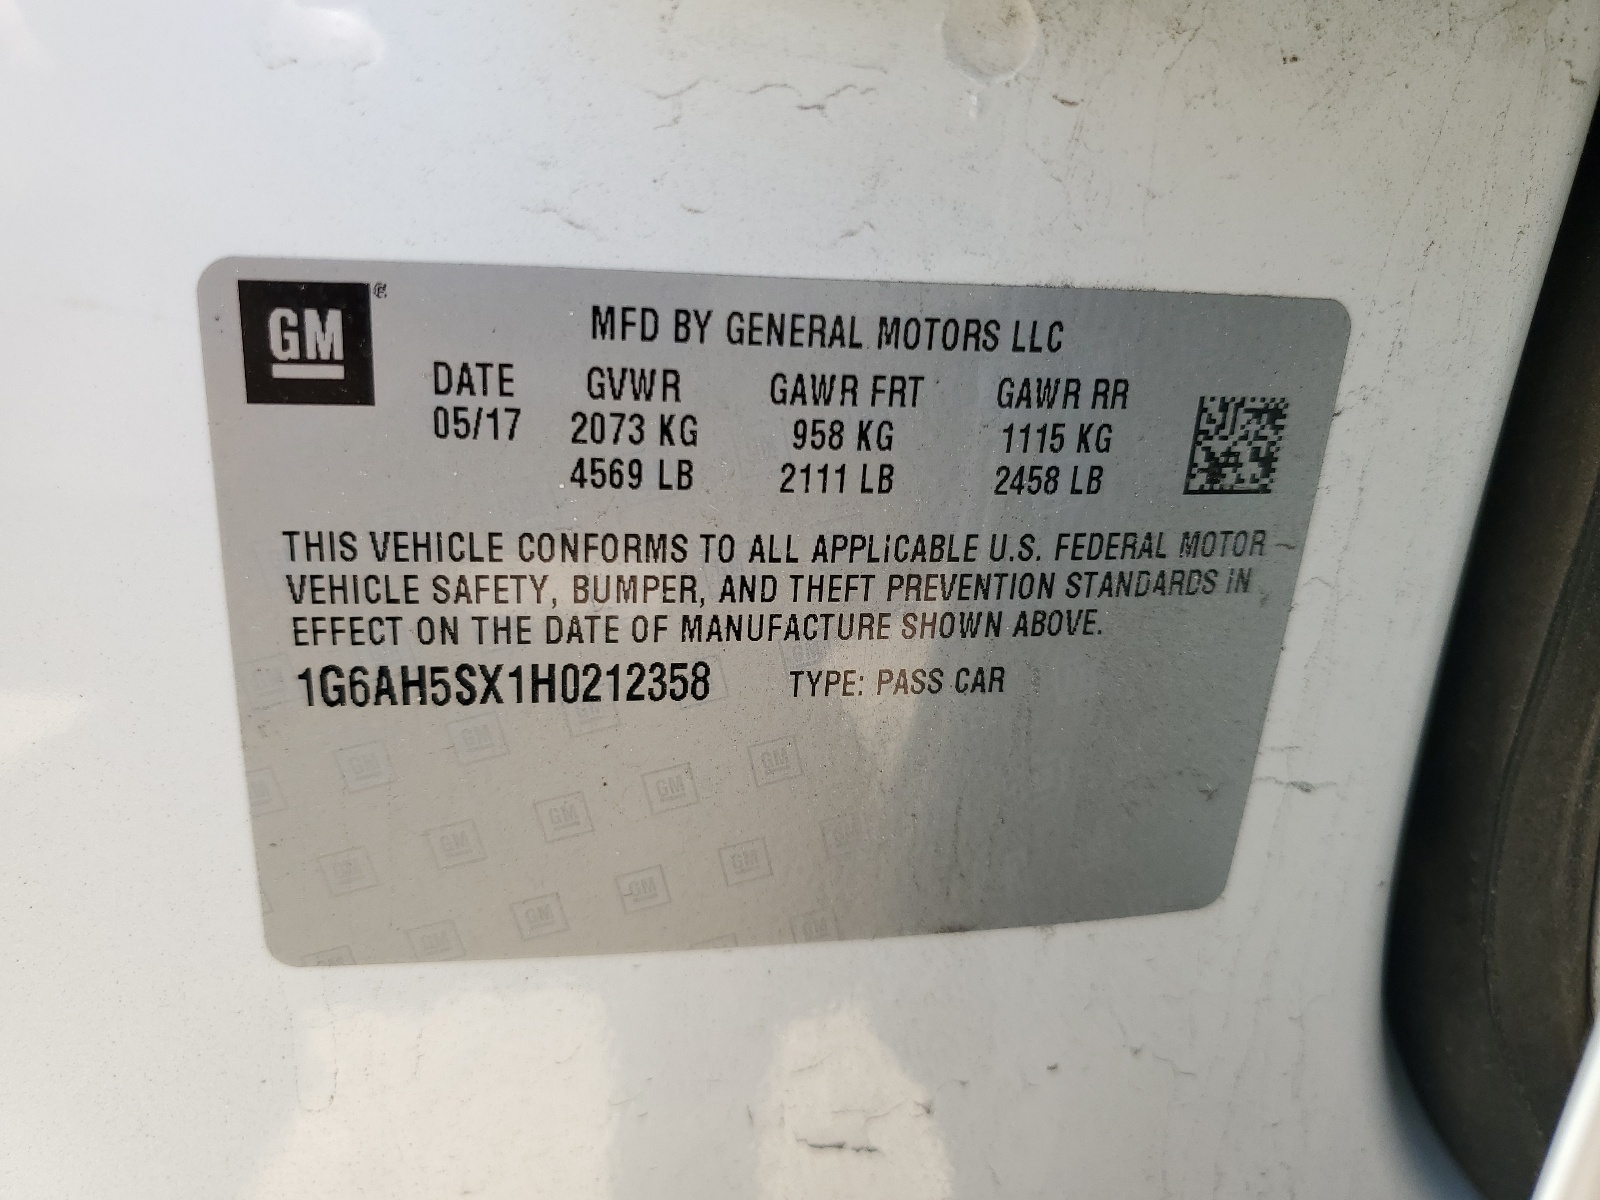 GM
MFD BY GENERAL MOTORS LLC
DATE GVWR GAWR FRT GAWR RR
05/17 2073 KG 958 KG 1115 KG
4569 LB 2111 LB 2458 LB
THIS VEHICLE CONFORMS TO ALL APPLICABLE U.S. FEDERAL MOTOR
VEHICLE SAFETY, BUMPER, AND THEFT PREVENTION STANDARDS IN
EFFECT ON THE DATE OF MANUFACTURE SHOWN ABOVE.
1G6AH5SX1H0212358 TYPE: PASS CAR